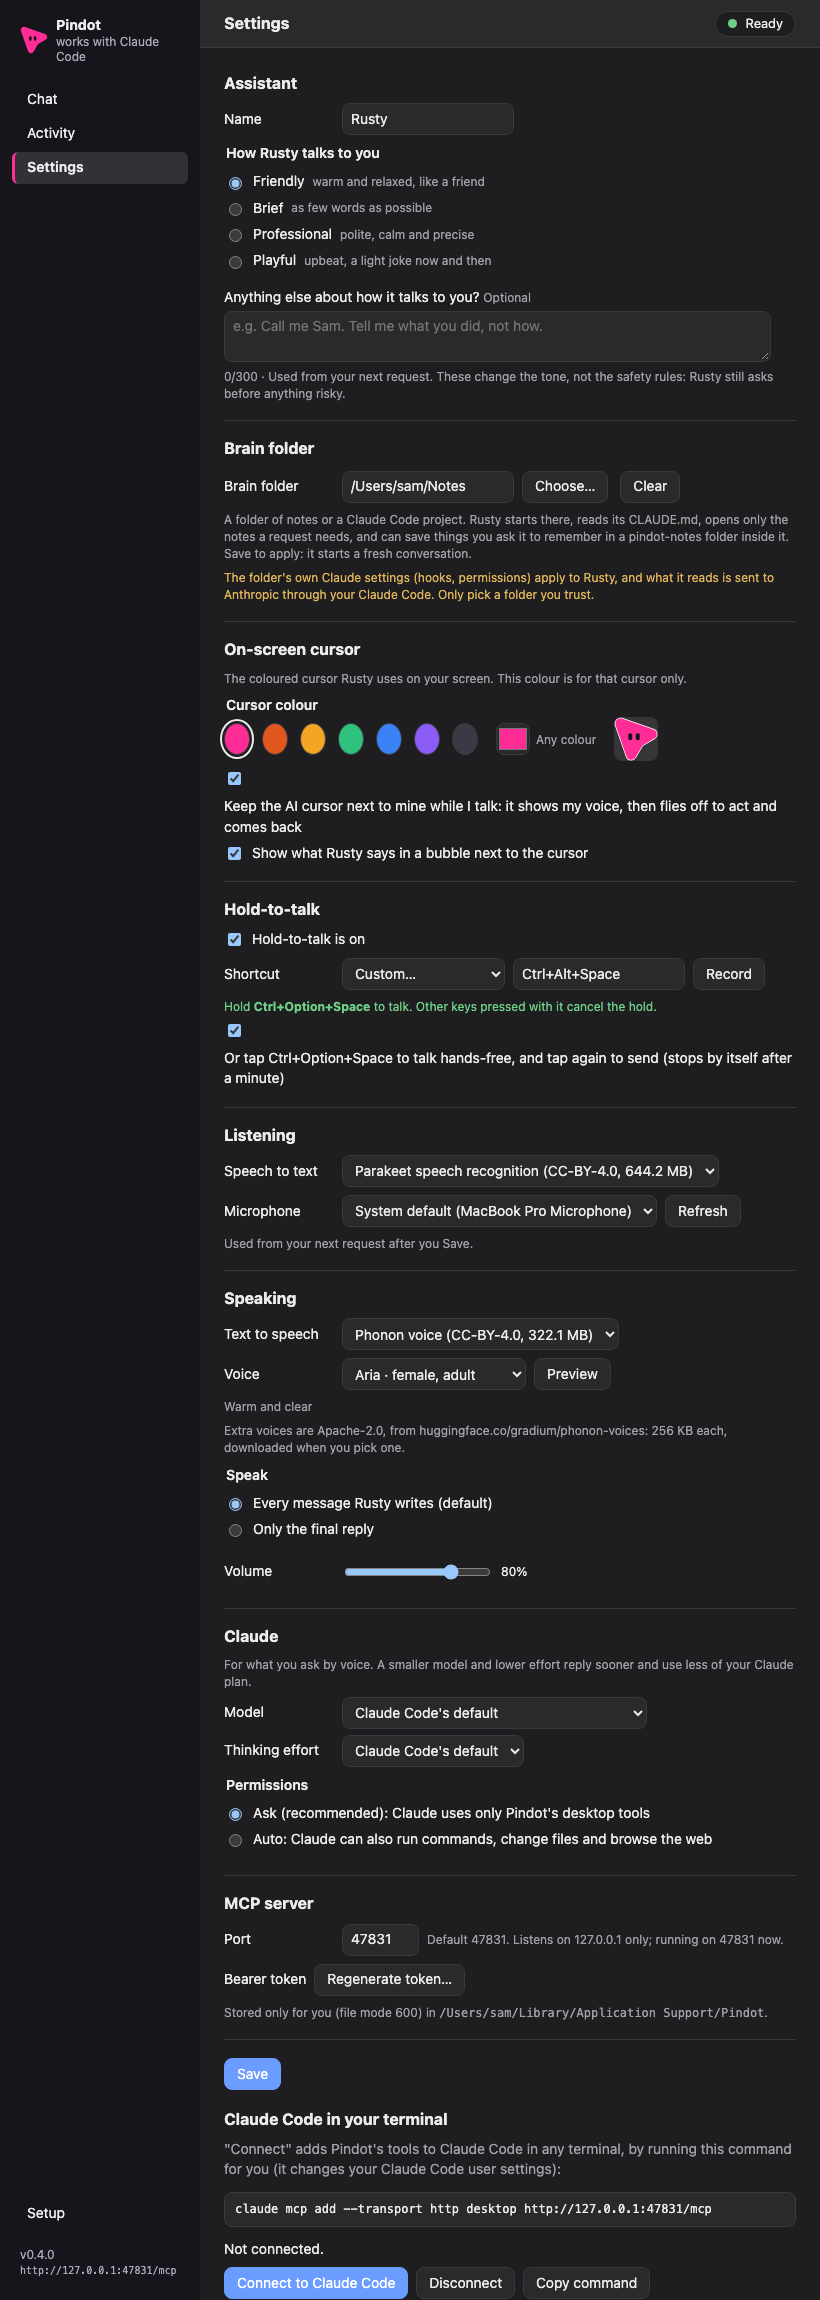 Pindot
works with Claude
Code
Chat
Activity
Settings
Setup
v0.4.0
http://127.0.0.1:47831/mcp
Settings
Ready
Assistant
Name Rusty
How Rusty talks to you
Friendly warm and relaxed, like a friend
Brief as few words as possible
Professional polite, calm and precise
Playful upbeat, a light joke now and then
Anything else about how it talks to you? Optional
e.g. Call me Sam. Tell me what you did, not how.
0/300 · Used from your next request. These change the tone, not the safety rules: Rusty still asks
before anything risky.
Brain folder
Brain folder /Users/sam/Notes Choose... Clear
A folder of notes or a Claude Code project. Rusty starts there, reads its CLAUDE.md, opens only the
notes a request needs, and can save things you ask it to remember in a pindot-notes folder inside it.
Save to apply: it starts a fresh conversation.
The folder's own Claude settings (hooks, permissions) apply to Rusty, and what it reads is sent to
Anthropic through your Claude Code. Only pick a folder you trust.
On-screen cursor
The coloured cursor Rusty uses on your screen. This colour is for that cursor only.
Cursor colour
Any colour
Keep the AI cursor next to mine while I talk: it shows my voice, then flies off to act and
comes back
Show what Rusty says in a bubble next to the cursor
Hold-to-talk
Hold-to-talk is on
Shortcut Custom... Ctrl+Alt+Space Record
Hold Ctrl+Option+Space to talk. Other keys pressed with it cancel the hold.
Or tap Ctrl+Option+Space to talk hands-free, and tap again to send (stops by itself after
a minute)
Listening
Speech to text Parakeet speech recognition (CC-BY-4.0, 644.2 MB)
Microphone System default (MacBook Pro Microphone) Refresh
Used from your next request after you Save.
Speaking
Text to speech Phonon voice (CC-BY-4.0, 322.1 MB)
Voice Aria · female, adult Preview
Warm and clear
Extra voices are Apache-2.0, from huggingface.co/gradium/phonon-voices: 256 KB each,
downloaded when you pick one.
Speak
Every message Rusty writes (default)
Only the final reply
Volume 80%
Claude
For what you ask by voice. A smaller model and lower effort reply sooner and use less of your Claude
plan.
Model Claude Code's default
Thinking effort Claude Code's default
Permissions
Ask (recommended): Claude uses only Pindot's desktop tools
Auto: Claude can also run commands, change files and browse the web
MCP server
Port 47831 Default 47831. Listens on 127.0.0.1 only; running on 47831 now.
Bearer token Regenerate token...
Stored only for you (file mode 600) in /Users/sam/Library/Application Support/Pindot.
Save
Claude Code in your terminal
"Connect" adds Pindot's tools to Claude Code in any terminal, by running this command
for you (it changes your Claude Code user settings):
claude mcp add --transport http desktop http://127.0.0.1:47831/mcp
Not connected.
Connect to Claude Code Disconnect Copy command